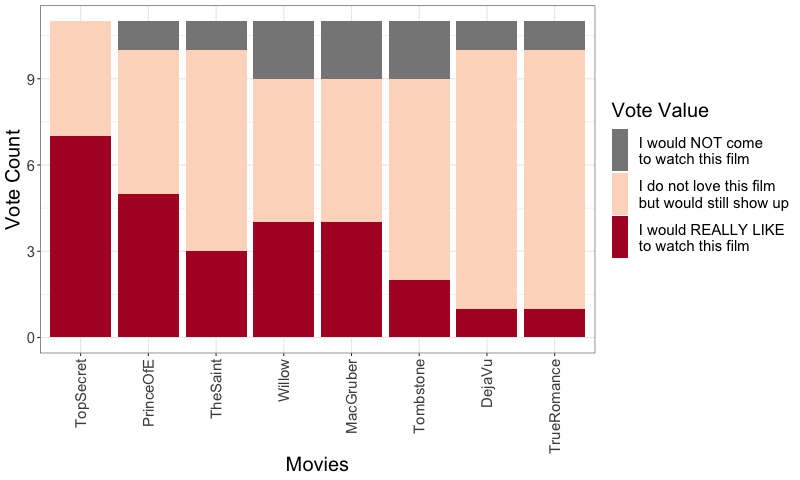 Vote Count
9
6
3
0
TopSecret
PrinceOfE
TheSaint
Willow
MacGruber
Tombstone
DejaVu
TrueRomance
Movies
Vote Value
I would NOT come
to watch this film
I do not love this film
but would still show up
I would REALLY LIKE
to watch this film